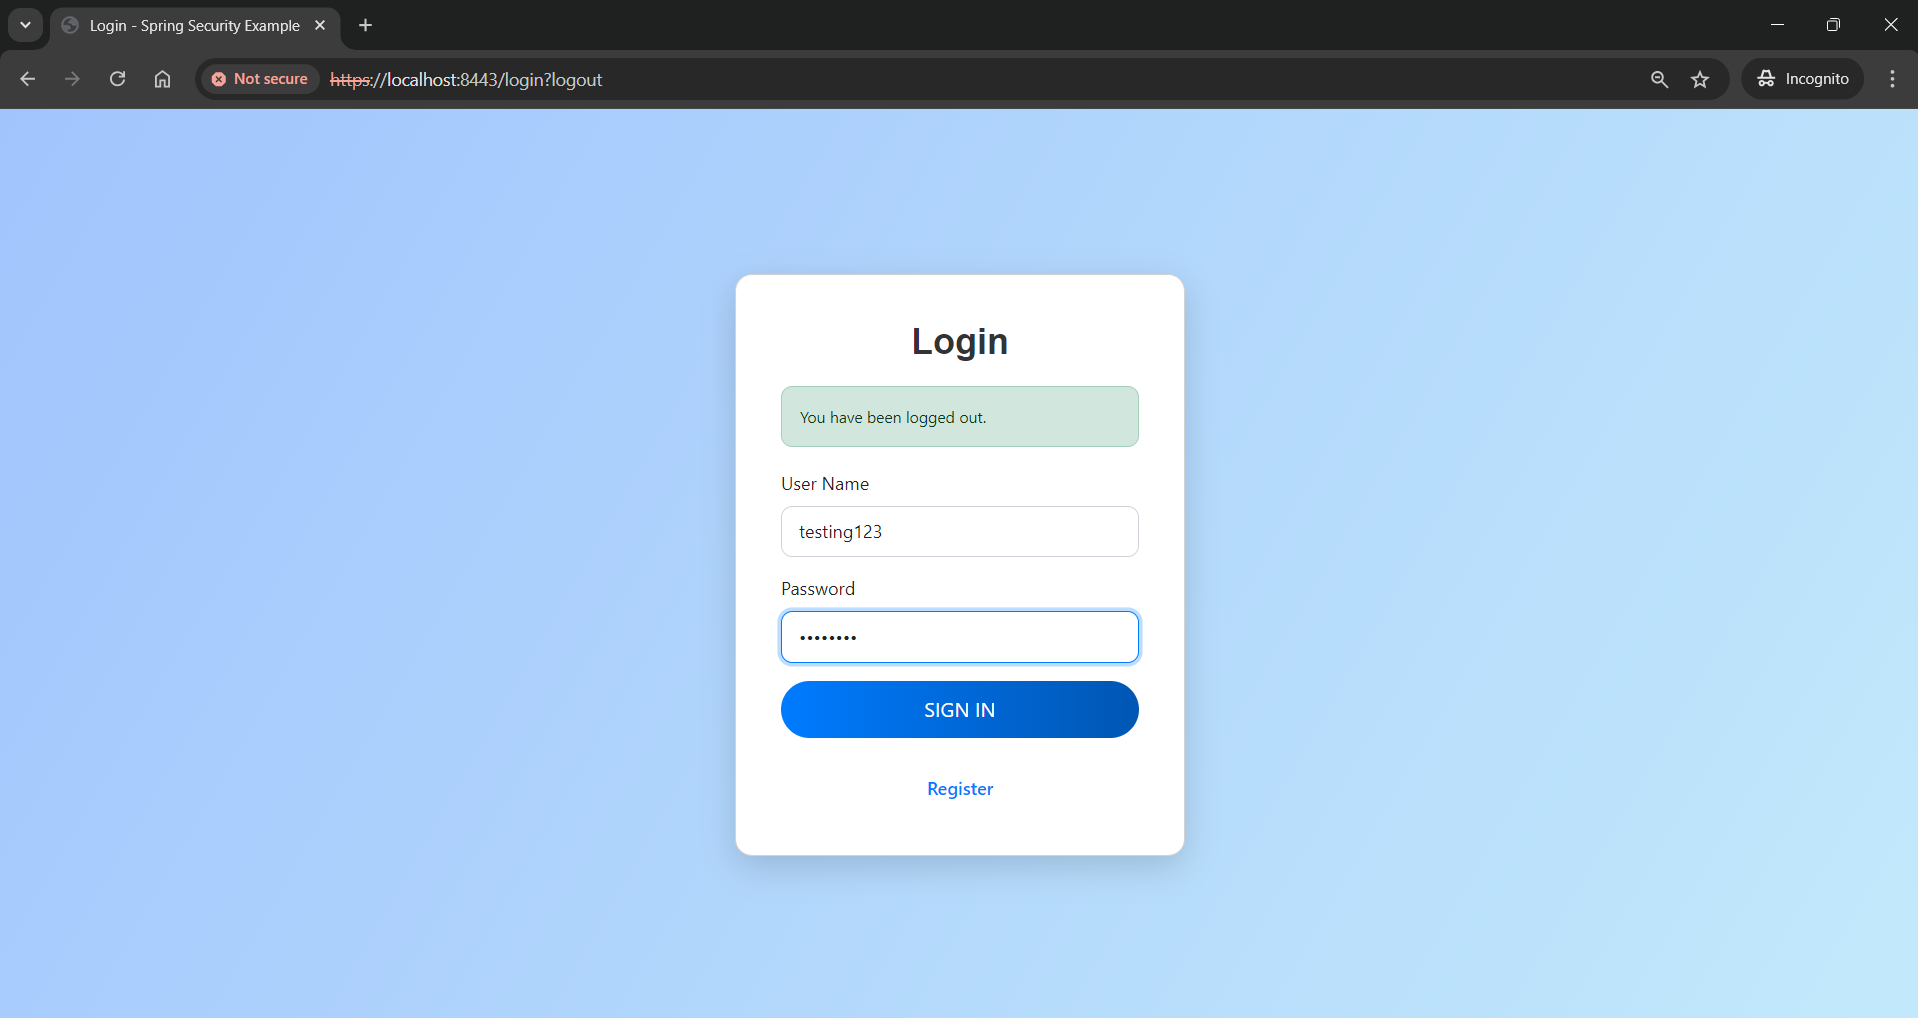 Login - Spring Security Example
Not secure https://localhost:8443/login?logout Incognito
Login
You have been logged out.
User Name
testing123
Password
••••••••
SIGN IN
Register